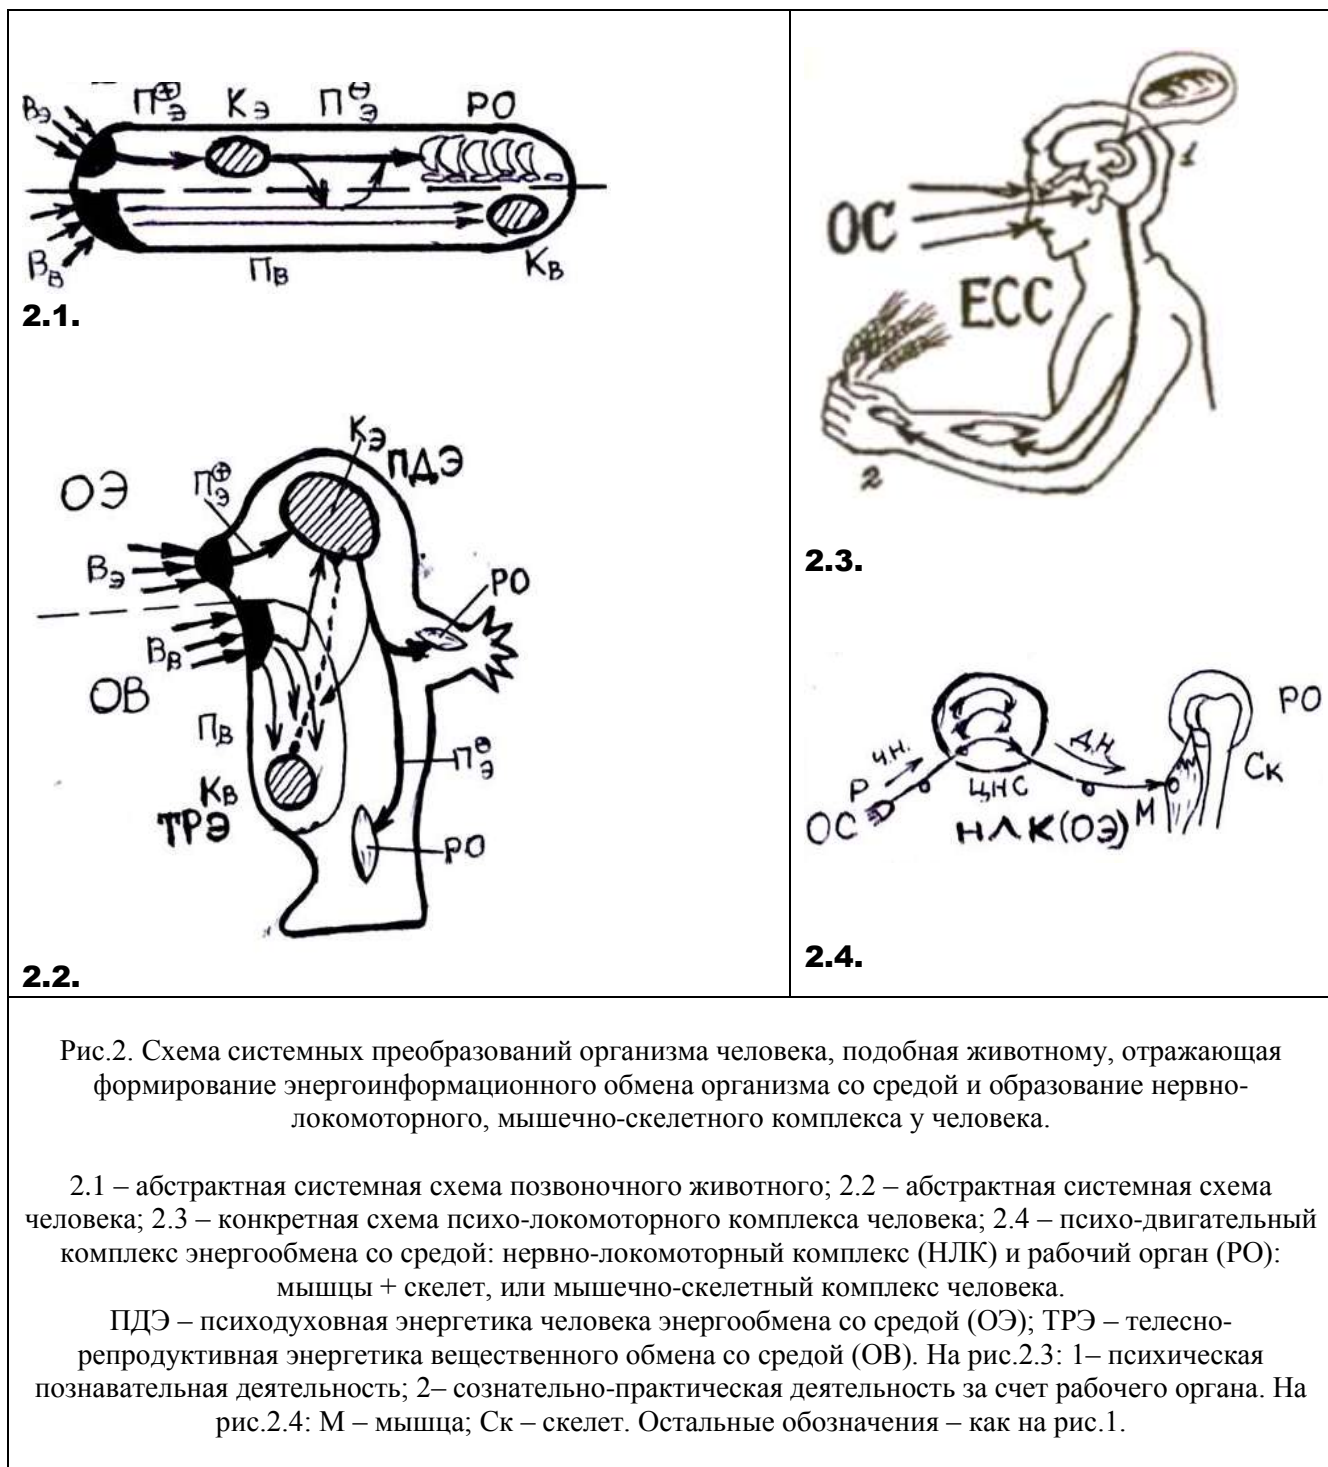 Вэ
П⊕э
Кэ
П⊖э
РО
Вв
Пв
Кв
2.1.
ОЭ
П⊕э
Кэ
ПДЭ
Вэ
РО
Вв
ОВ
Пв
П⊖э
Кв
ТРЭ
РО
2.2.
1
ОС
ЕСС
2
2.3.
РО
Ч.Н.
Д.Н
Р
ЦНС
Ск
ОС
НЛК(ОЭ)
М
2.4.
Рис.2. Схема системных преобразований организма человека, подобная животному, отражающая
формирование энергоинформационного обмена организма со средой и образование нервно-
локомоторного, мышечно-скелетного комплекса у человека.
2.1 – абстрактная системная схема позвоночного животного; 2.2 – абстрактная системная схема
человека; 2.3 – конкретная схема психо-локомоторного комплекса человека; 2.4 – психо-двигательный
комплекс энергообмена со средой: нервно-локомоторный комплекс (НЛК) и рабочий орган (РО):
мышцы + скелет, или мышечно-скелетный комплекс человека.
ПДЭ – психодуховная энергетика человека энергообмена со средой (ОЭ); ТРЭ – телесно-
репродуктивная энергетика вещественного обмена со средой (ОВ). На рис.2.3: 1– психическая
познавательная деятельность; 2– сознательно-практическая деятельность за счет рабочего органа. На
рис.2.4: М – мышца; Ск – скелет. Остальные обозначения – как на рис.1.